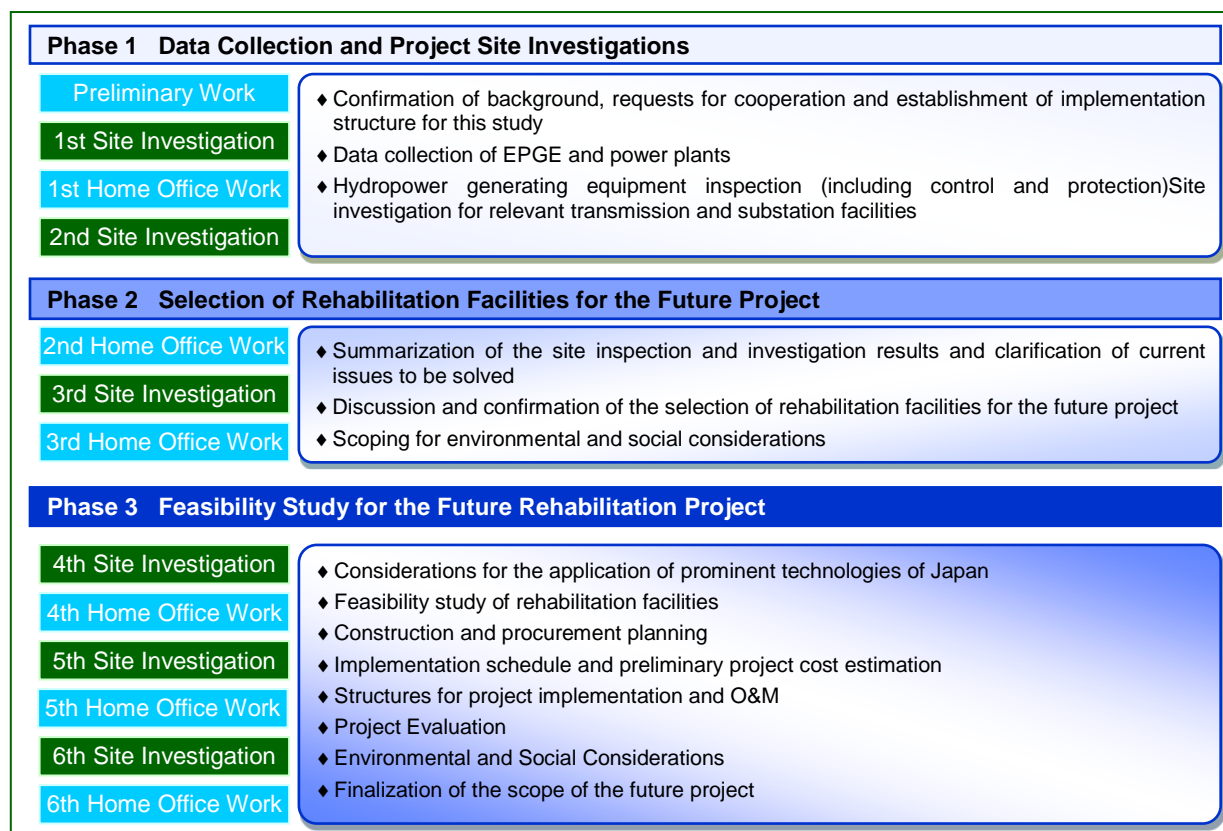 Phase 1 Data Collection and Project Site Investigations
Preliminary Work
1st Site Investigation
1st Home Office Work
2nd Site Investigation
♦ Confirmation of background, requests for cooperation and establishment of implementation
structure for this study
♦ Data collection of EPGE and power plants
♦ Hydropower generating equipment inspection (including control and protection)Site
investigation for relevant transmission and substation facilities
Phase 2 Selection of Rehabilitation Facilities for the Future Project
2nd Home Office Work
3rd Site Investigation
3rd Home Office Work
♦ Summarization of the site inspection and investigation results and clarification of current
issues to be solved
♦ Discussion and confirmation of the selection of rehabilitation facilities for the future project
♦ Scoping for environmental and social considerations
Phase 3 Feasibility Study for the Future Rehabilitation Project
4th Site Investigation
4th Home Office Work
5th Site Investigation
5th Home Office Work
6th Site Investigation
6th Home Office Work
♦ Considerations for the application of prominent technologies of Japan
♦ Feasibility study of rehabilitation facilities
♦ Construction and procurement planning
♦ Implementation schedule and preliminary project cost estimation
♦ Structures for project implementation and O&M
♦ Project Evaluation
♦ Environmental and Social Considerations
♦ Finalization of the scope of the future project